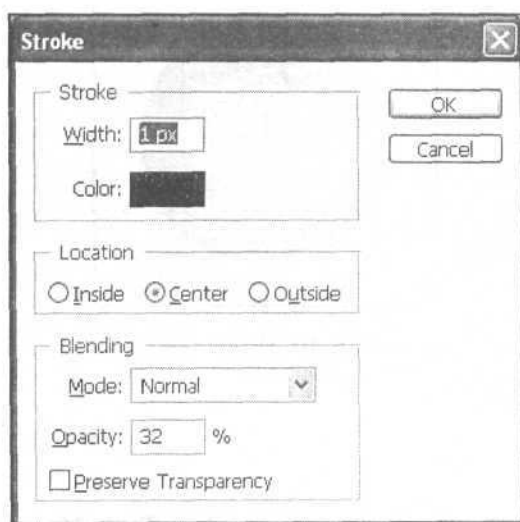 Stroke
Stroke
Width: 1 px
Color:
OK
Cancel
Location
Inside Center Outside
Blending
Mode: Normal
Opacity: 32 %
Preserve Transparency